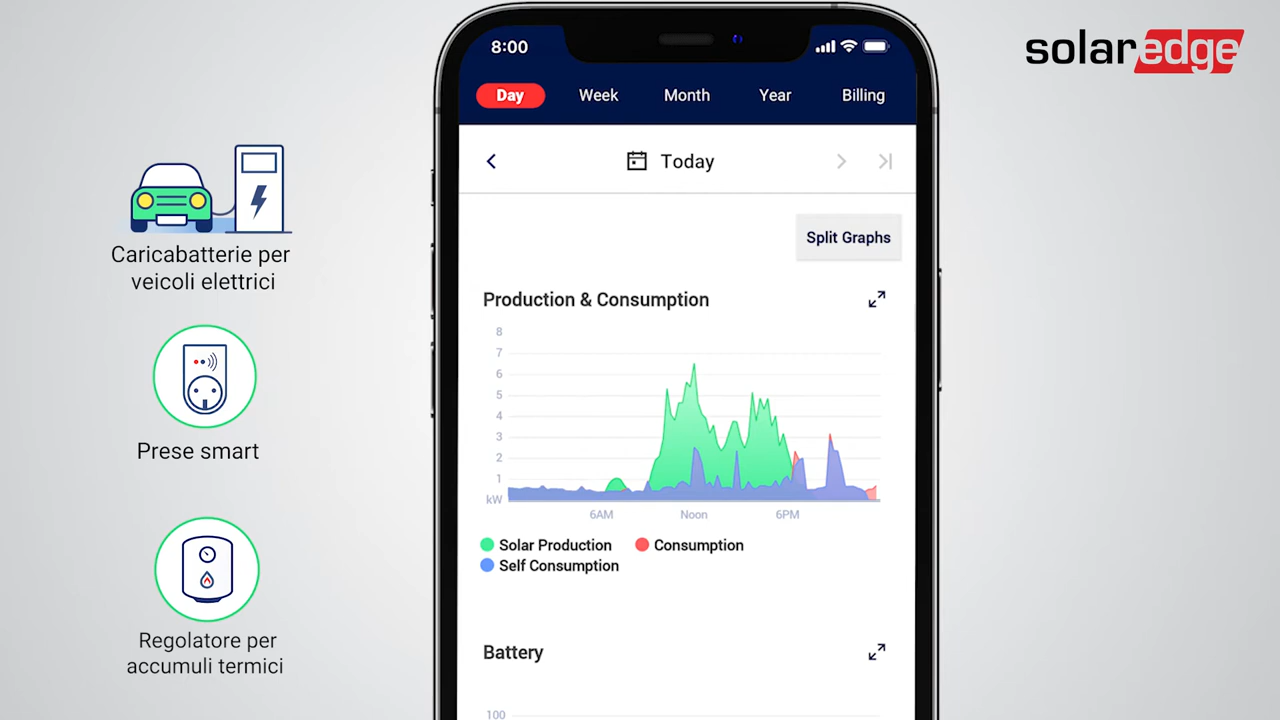 solaredge
8:00
Day Week Month Year Billing
Today
Split Graphs
Production & Consumption
8
7
6
5
4
3
2
1
kW
6AM Noon 6PM
Solar Production Consumption
Self Consumption
Battery
100
Caricabatterie per
veicoli elettrici
Prese smart
Regolatore per
accumuli termici